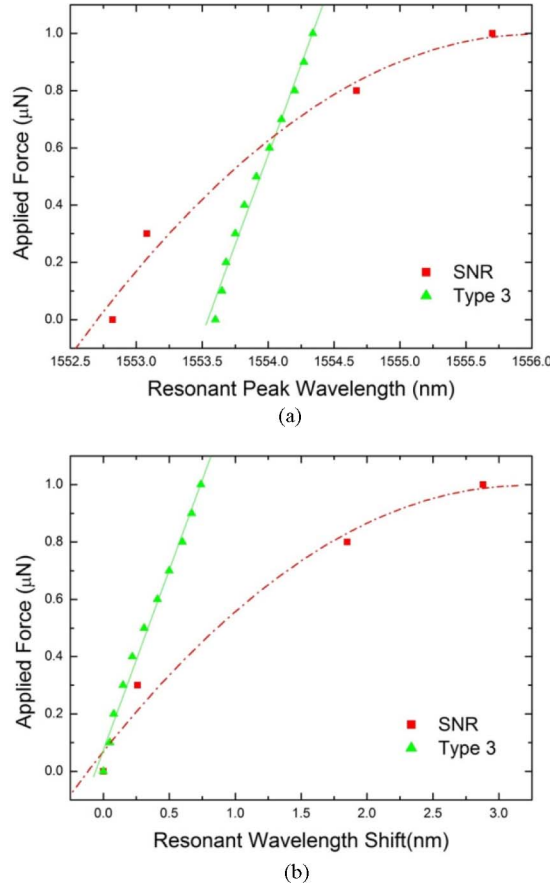 1.0
0.8
0.6
0.4
0.2
0.0
Applied Force (μN)
SNR
Type 3
1552.5 1553.0 1553.5 1554.0 1554.5 1555.0 1555.5 1556.0
Resonant Peak Wavelength (nm)
(a)
1.0
0.8
0.6
0.4
0.2
0.0
Applied Force (μN)
SNR
Type 3
0.0 0.5 1.0 1.5 2.0 2.5 3.0
Resonant Wavelength Shift(nm)
(b)